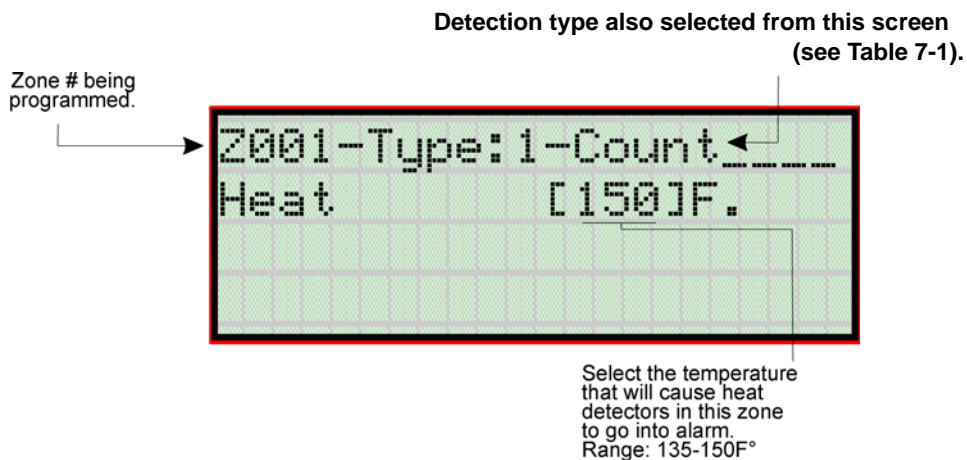 Detection type also selected from this screen
(see Table 7-1).
Zone # being
programmed.
Z001-Type:1-Count____
Heat [150]F.
Select the temperature
that will cause heat
detectors in this zone
to go into alarm.
Range: 135-150F°